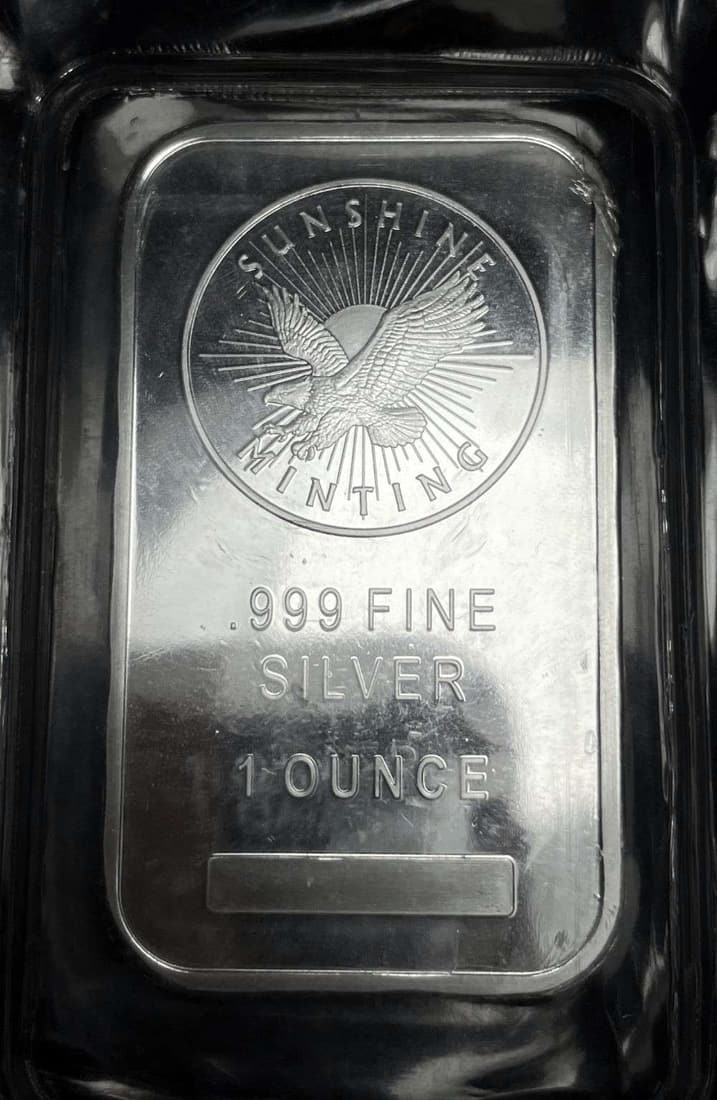 SUNSHINE
MINTING
.999 FINE
SILVER
1 OUNCE